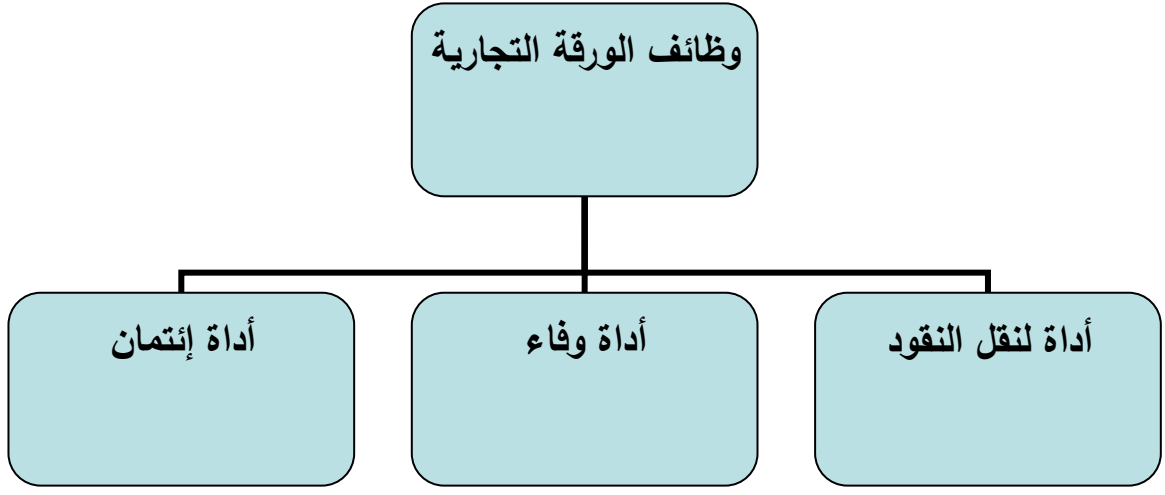 وظائف الورقة التجارية
أداة لنقل النقود
أداة وفاء
أداة إئتمان